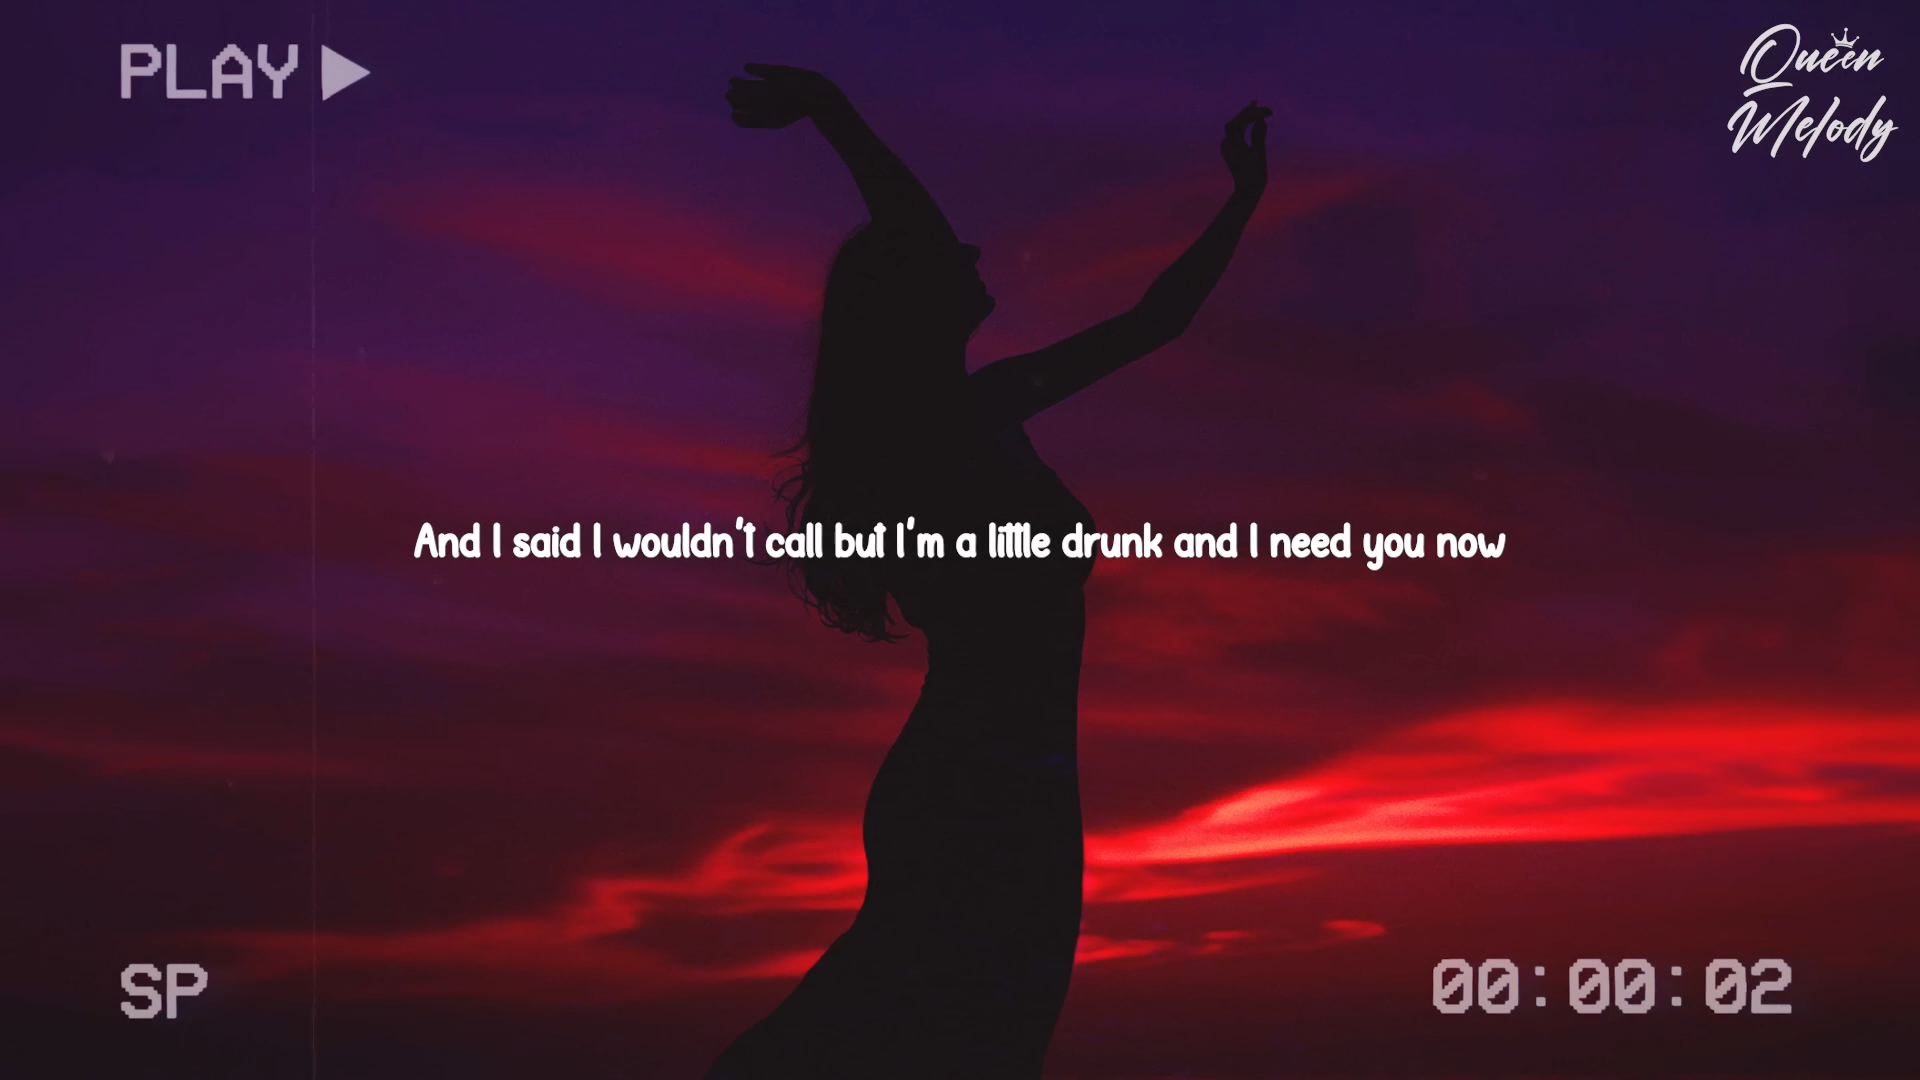 PLAY
Queen
Melody
And I said I wouldn't call but I'm a little drunk and I need you now
SP
00:00:02